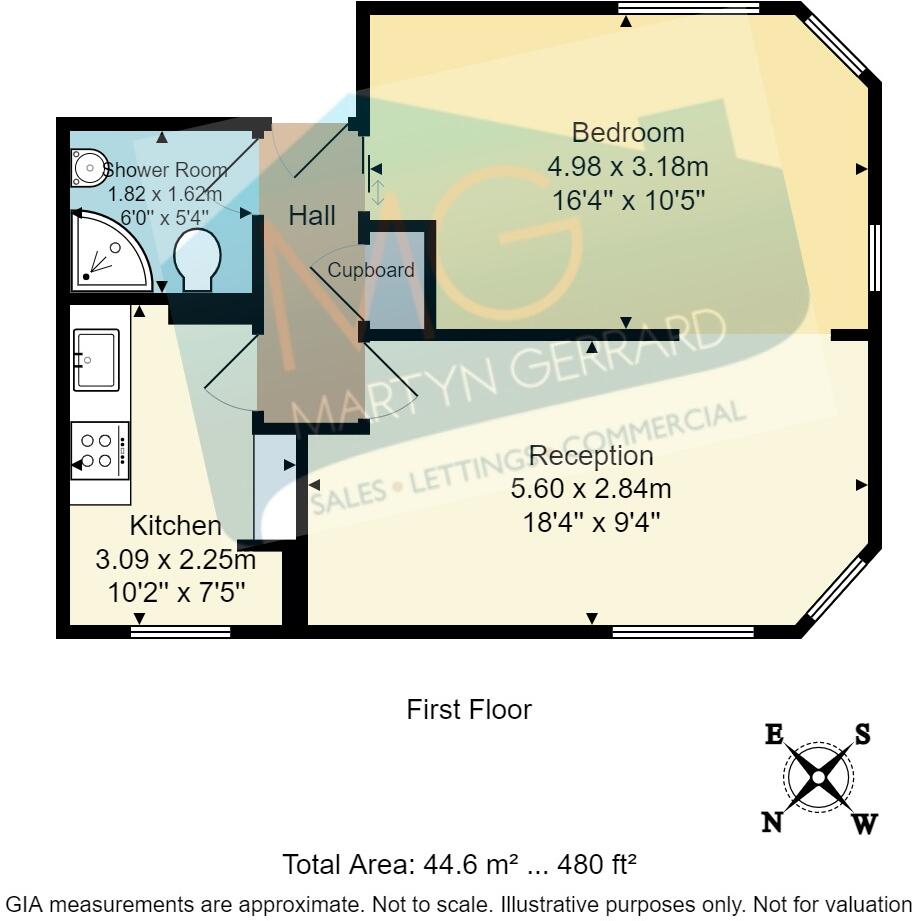 Bedroom
4.98 x 3.18m
16'4" x 10'5"
Shower Room
1.82 x 1.62m
6'0" x 5'4"
Hall
Cupboard
MG
MARTYN GERRARD
SALES • LETTINGS • COMMERCIAL
Reception
5.60 x 2.84m
18'4" x 9'4"
Kitchen
3.09 x 2.25m
10'2" x 7'5"
First Floor
E S
N W
Total Area: 44.6 m² ... 480 ft²
GIA measurements are approximate. Not to scale. Illustrative purposes only. Not for valuation